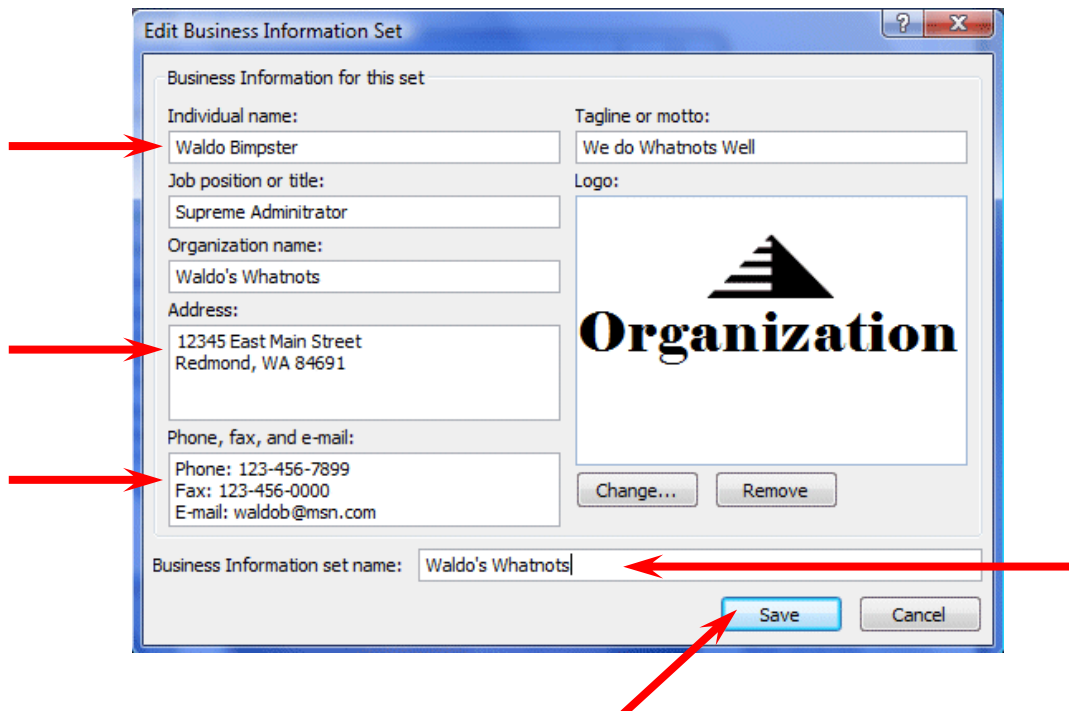 Edit Business Information Set
Business Information for this set
Individual name:
Waldo Bimpster
Job position or title:
Supreme Adminitrator
Organization name:
Waldo's Whatnots
Address:
12345 East Main Street
Redmond, WA 84691
Phone, fax, and e-mail:
Phone: 123-456-7899
Fax: 123-456-0000
E-mail: waldob@msn.com
Tagline or motto:
We do Whatnots Well
Logo:
Organization
Change...
Remove
Business Information set name:
Waldo's Whatnots
Save
Cancel